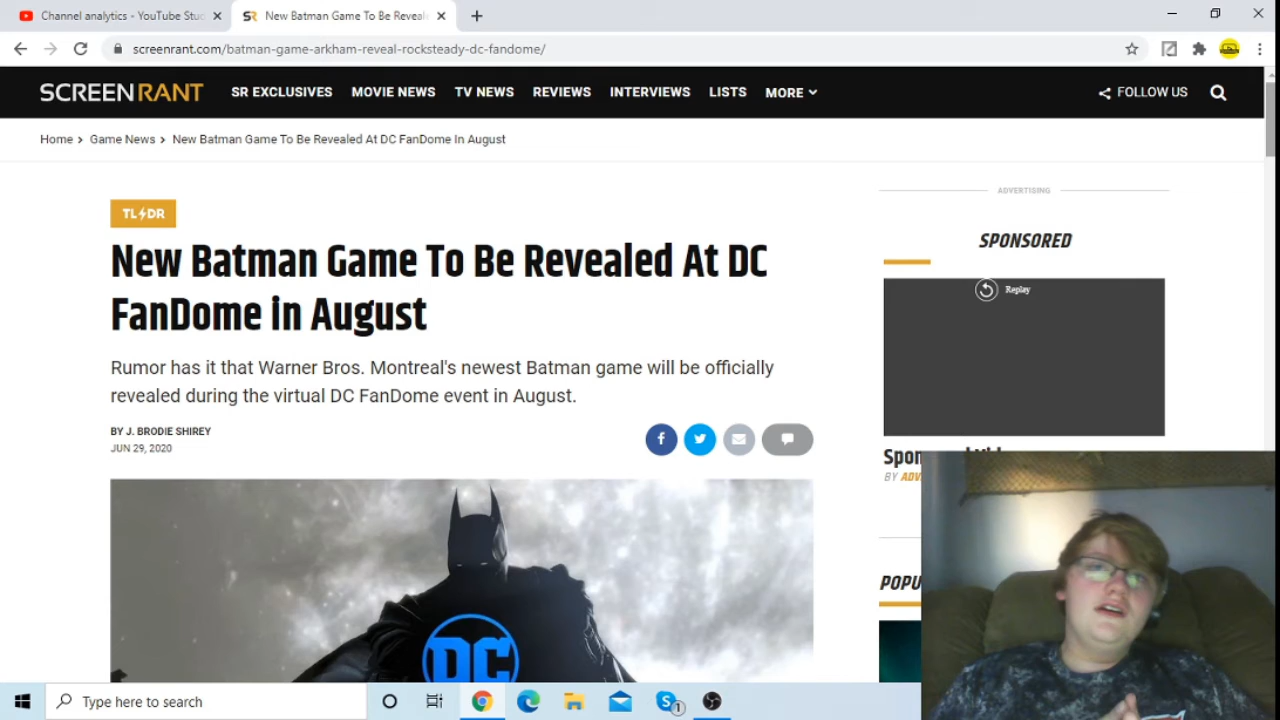 Channel analytics - YouTube Stu
New Batman Game To Be Reveal
screenrant.com/batman-game-arkham-reveal-rocksteady-dc-fandome/
SCREENRANT SR EXCLUSIVES MOVIE NEWS TV NEWS REVIEWS INTERVIEWS LISTS MORE FOLLOW US
Home > Game News > New Batman Game To Be Revealed At DC FanDome In August
ADVERTISING
TL DR
SPONSORED
New Batman Game To Be Revealed At DC
FanDome in August
Replay
Rumor has it that Warner Bros. Montreal's newest Batman game will be officially
revealed during the virtual DC FanDome event in August.
BY J. BRODIE SHIREY
JUN 29, 2020
BY
POPU
DC
Type here to search
1